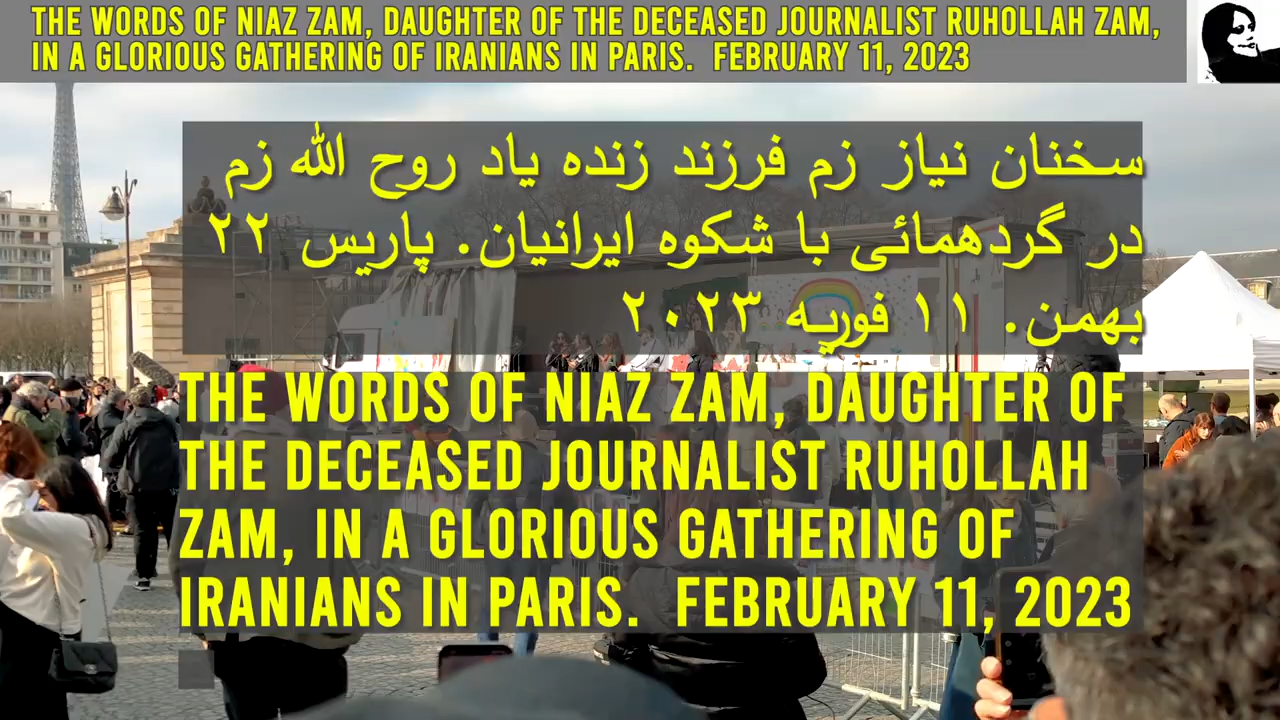 THE WORDS OF NIAZ ZAM, DAUGHTER OF THE DECEASED JOURNALIST RUHOLLAH ZAM,
IN A GLORIOUS GATHERING OF IRANIANS IN PARIS. FEBRUARY 11, 2023
سخنان نیاز زم فرزند زنده یاد روح الله زم
در گردهمائی با شکوه ایرانیان. پاریس ۲۲
بهمن. ۱۱ فوریه ۲۰۲۳
THE WORDS OF NIAZ ZAM, DAUGHTER OF
THE DECEASED JOURNALIST RUHOLLAH
ZAM, IN A GLORIOUS GATHERING OF
IRANIANS IN PARIS. FEBRUARY 11, 2023